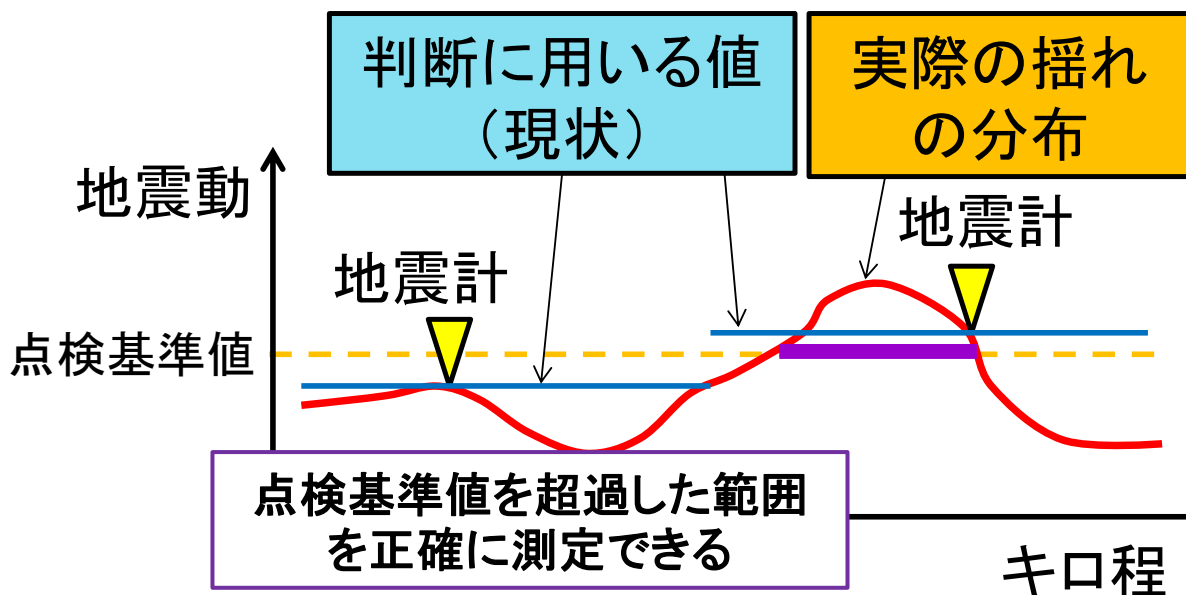 判断に用いる値
（現状）
実際の揺れ
の分布
地震動
地震計
地震計
点検基準値
点検基準値を超過した範囲
を正確に測定できる
キロ程